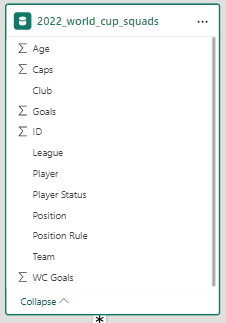 2022_world_cup_squads ...
Σ Age
Σ Caps
Club
Σ Goals
Σ ID
League
Player
Player Status
Position
Position Rule
Team
Σ WC Goals
Collapse
*